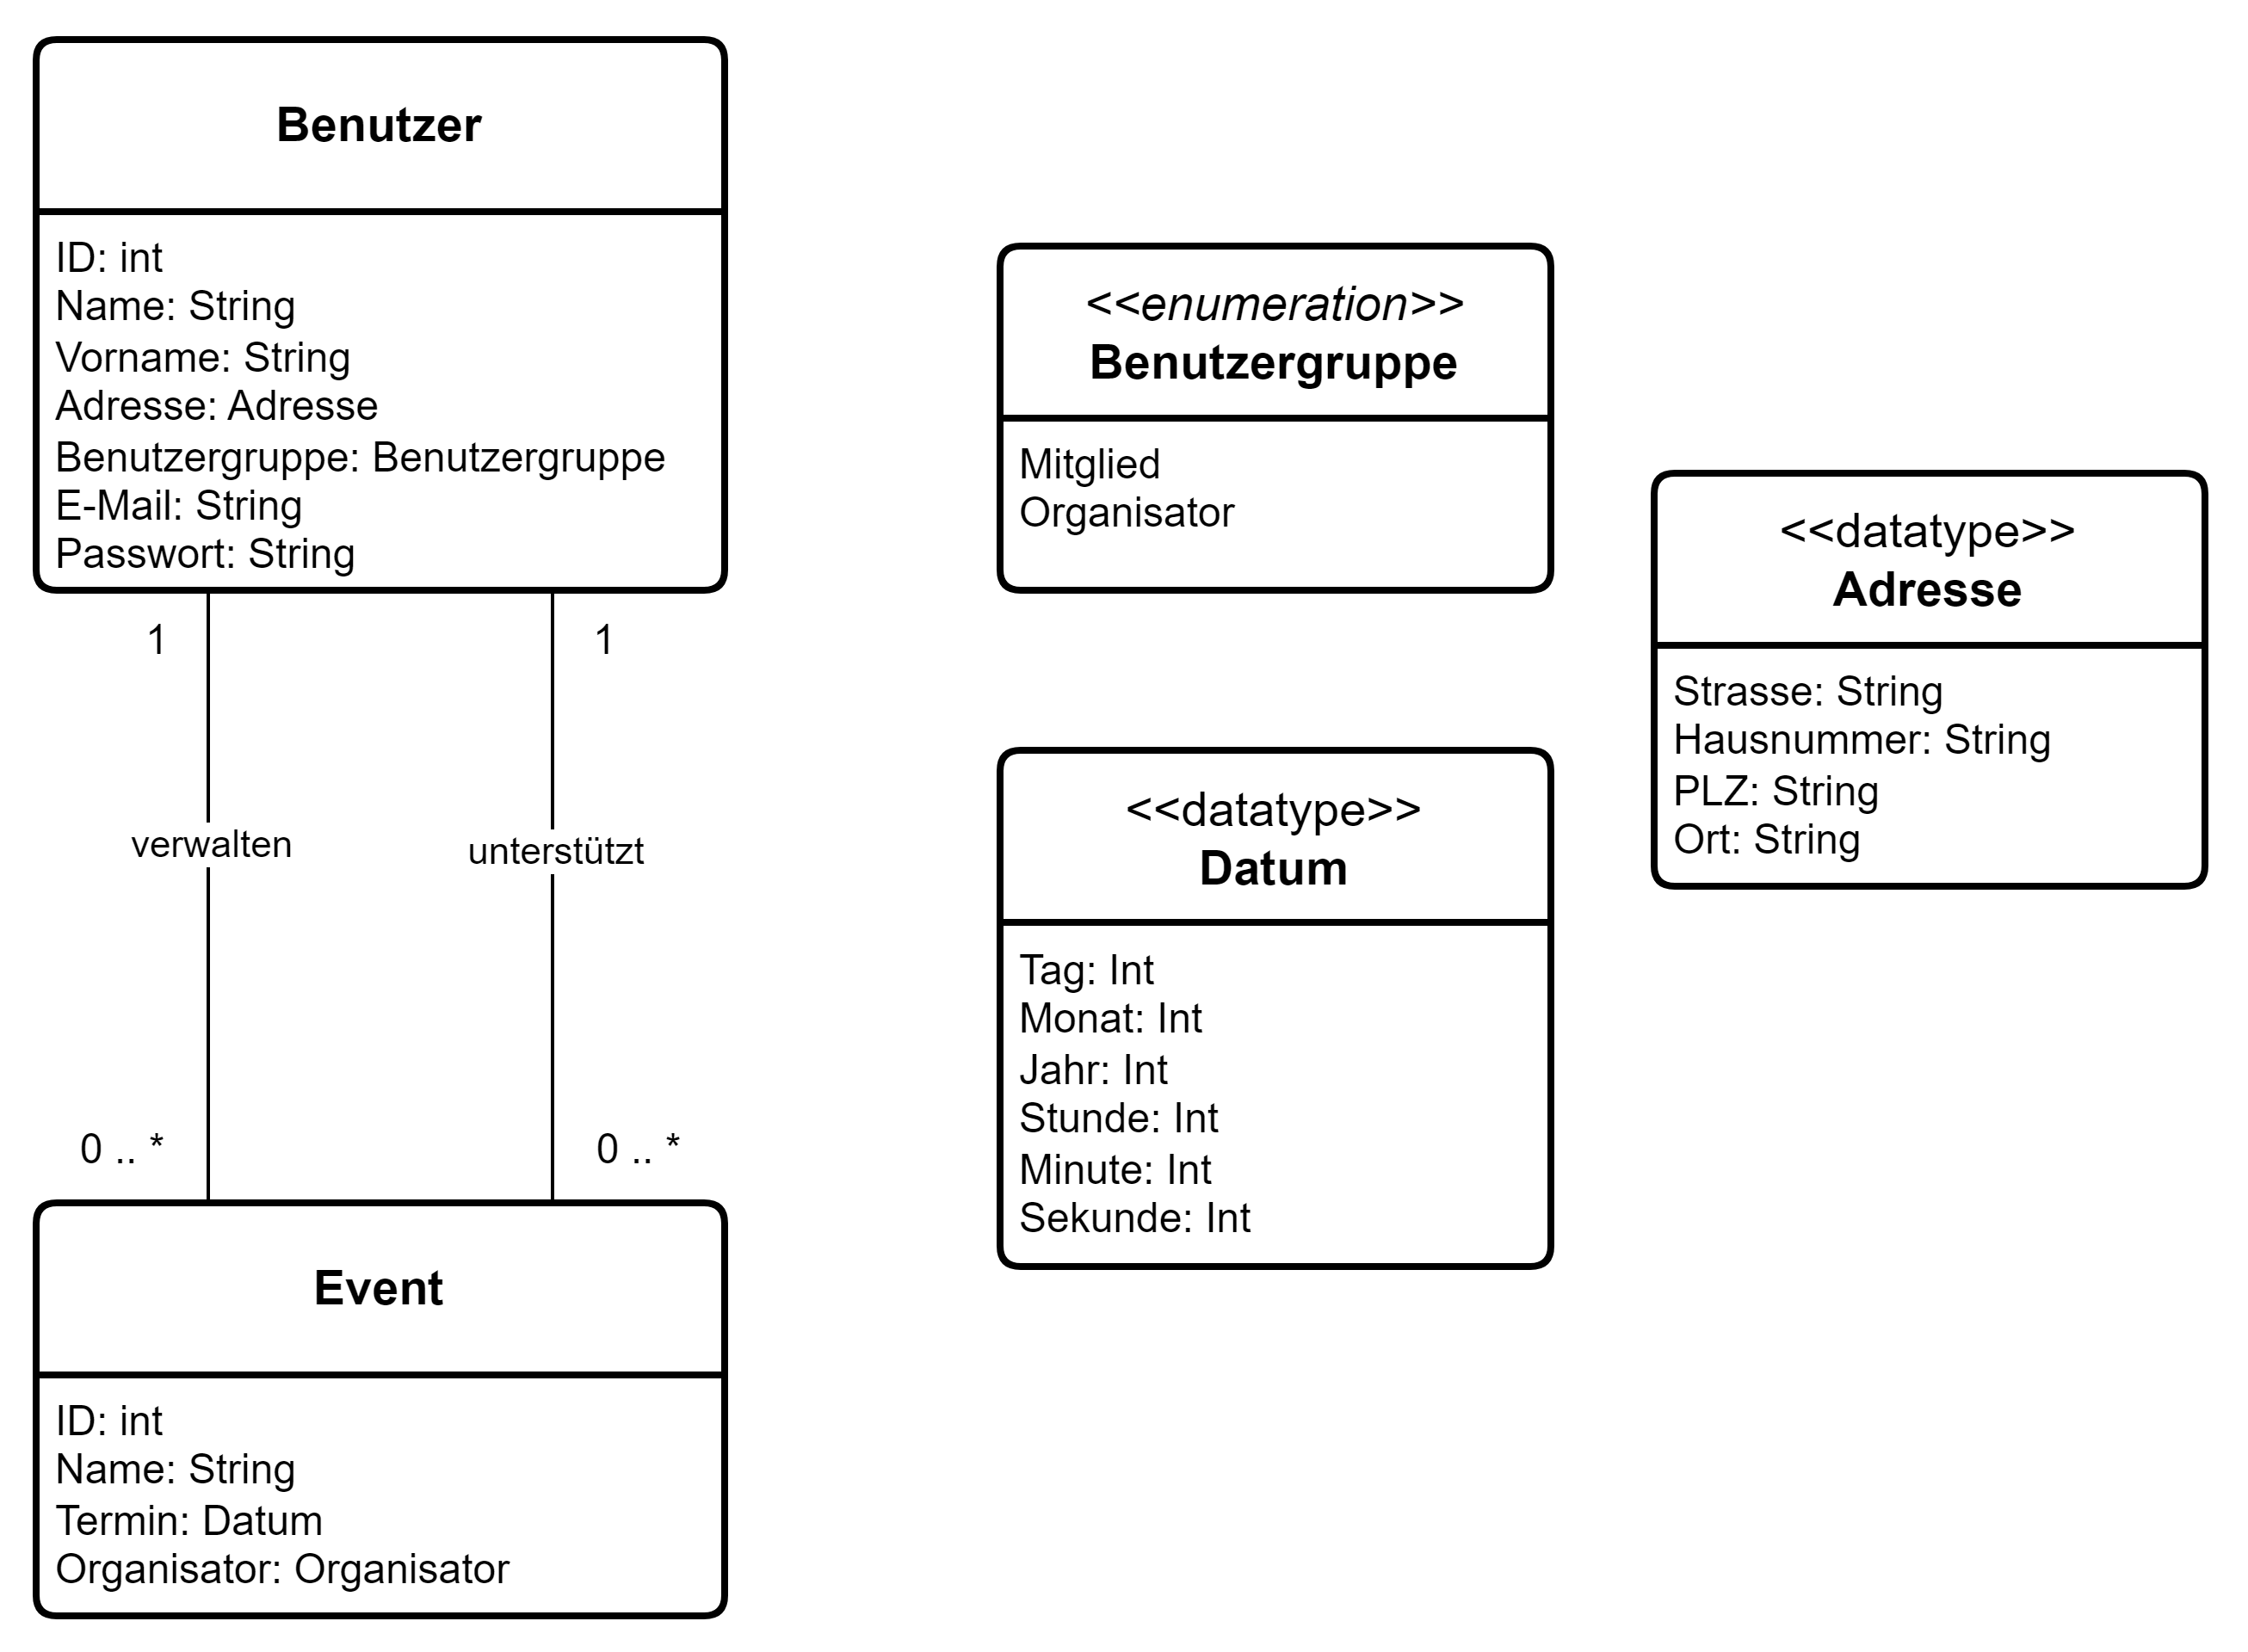 Benutzer
ID: int
Name: String
Vorname: String
Adresse: Adresse
Benutzergruppe: Benutzergruppe
E-Mail: String
Passwort: String
1
1
verwalten
unterstützt
0 .. *
0 .. *
Event
ID: int
Name: String
Termin: Datum
Organisator: Organisator
<<enumeration>>
Benutzergruppe
Mitglied
Organisator
<<datatype>>
Datum
Tag: Int
Monat: Int
Jahr: Int
Stunde: Int
Minute: Int
Sekunde: Int
<<datatype>>
Adresse
Strasse: String
Hausnummer: String
PLZ: String
Ort: String